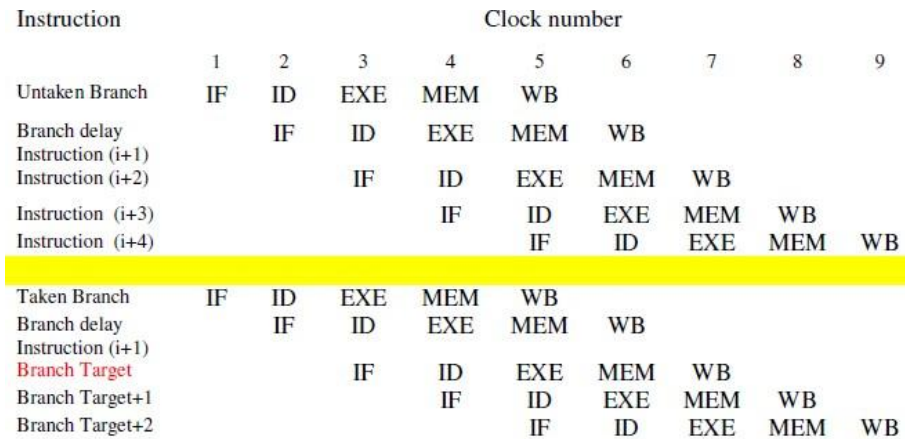 Instruction Clock number
1 2 3 4 5 6 7 8 9
Untaken Branch IF ID EXE MEM WB
Branch delay IF ID EXE MEM WB
Instruction (i+1)
Instruction (i+2) IF ID EXE MEM WB
Instruction (i+3) IF ID EXE MEM WB
Instruction (i+4) IF ID EXE MEM WB
Taken Branch IF ID EXE MEM WB
Branch delay IF ID EXE MEM WB
Instruction (i+1)
Branch Target IF ID EXE MEM WB
Branch Target+1 IF ID EXE MEM WB
Branch Target+2 IF ID EXE MEM WB